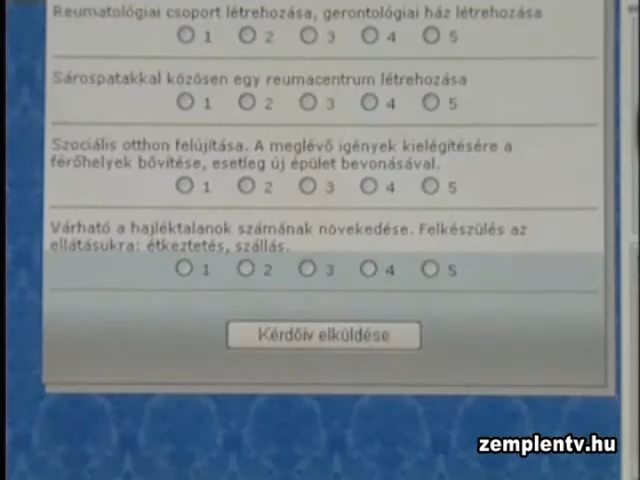 Reumatológiai csoport létrehozása, gerontológiai ház létrehozása
1 2 3 4 5
Sárospatakkal közösen egy reumacentrum létrehozása
1 2 3 4 5
Szociális otthon felújítása. A meglévő igények kielégítésére a
férőhelyek bővítése, esetleg új épület bevonásával.
1 2 3 4 5
Várható a hajléktalanok számának növekedése. Felkészülés az
ellátásukra: étkeztetés, szállás.
1 2 3 4 5
Kérdőív elküldése
zemplentv.hu